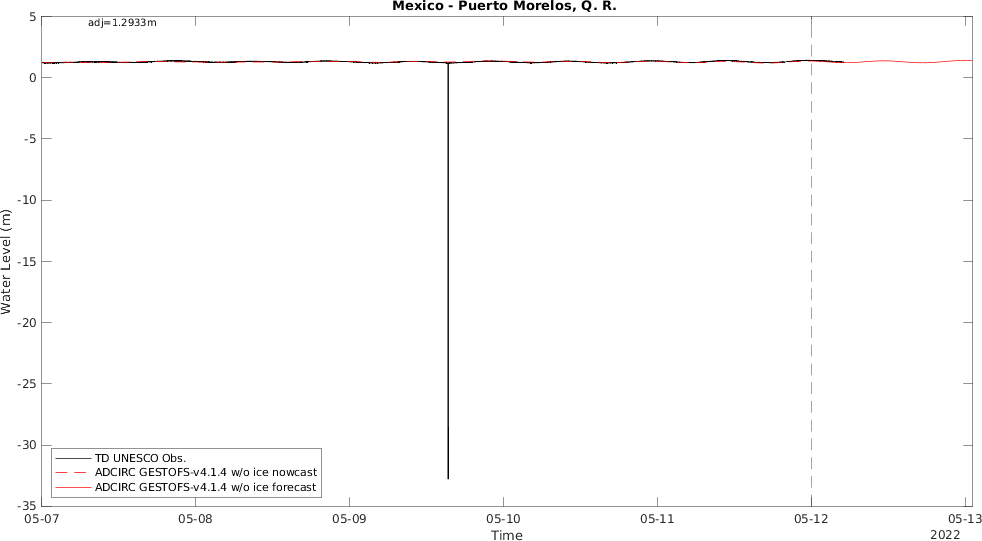 Mexico - Puerto Morelos, Q. R.
adj=1.2933m
5
0
-5
-10
-15
-20
-25
-30
-35
Water Level (m)
TD UNESCO Obs.
ADCIRC GESTOFS-v4.1.4 w/o ice nowcast
ADCIRC GESTOFS-v4.1.4 w/o ice forecast
05-07 05-08 05-09 05-10 05-11 05-12 05-13
Time
2022